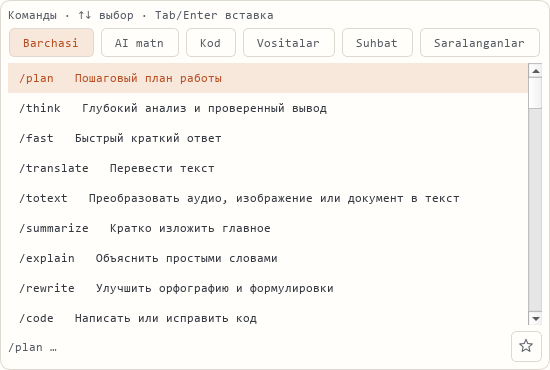 Команды · ↑↓ выбор · Tab/Enter вставка
Barchasi AI matn Kod Vositalar Suhbat Saralanganlar
/plan Пошаговый план работы
/think Глубокий анализ и проверенный вывод
/fast Быстрый краткий ответ
/translate Перевести текст
/totext Преобразовать аудио, изображение или документ в текст
/summarize Кратко изложить главное
/explain Объяснить простыми словами
/rewrite Улучшить орфографию и формулировки
/code Написать или исправить код
/plan …